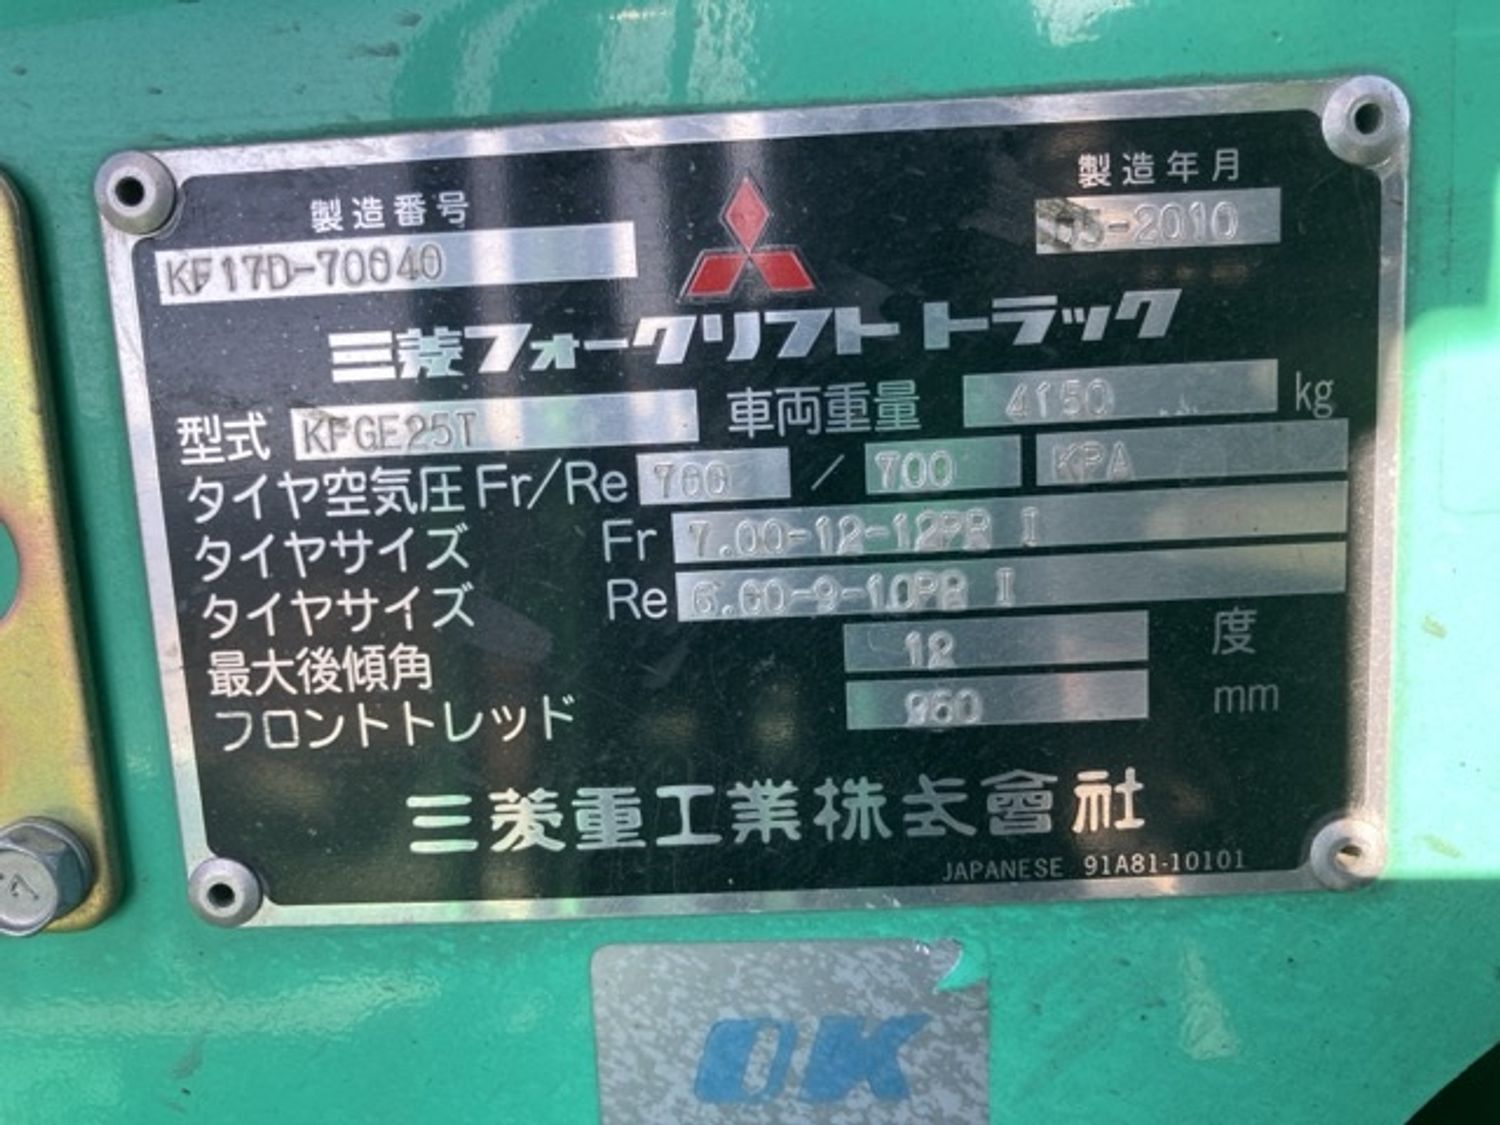 製造番号
製造年月
KF17D-70040
05-2010
三菱フォークリフト トラック
型式 KFGE25T 車両重量 4150 kg
タイヤ空気圧 Fr/Re 700 / 700 KPA
タイヤサイズ Fr 7.00-12-12PR I
タイヤサイズ Re 6.00-9-10PR I
最大後傾角 12 度
フロントトレッド 960 mm
三菱重工業株式會社
JAPANESE 91A81-10101
OK